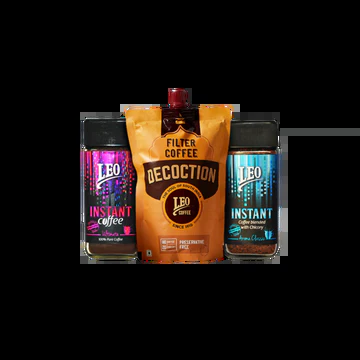 LEO
INSTANT
coffee
Ultimate
100% Pure Coffee
FILTER
COFFEE
DECOCTION
LEO
COFFEE
SINCE 1910
PRESERVATIVE
FREE
LEO
INSTANT
Coffee blended
with Chicory